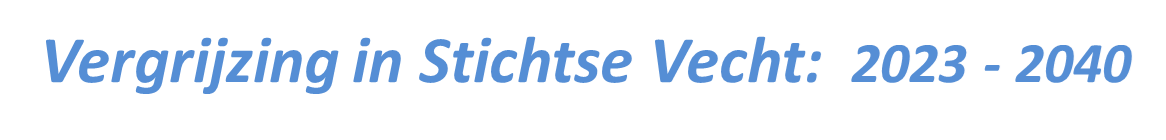 Vergrijzing in Stichtse Vecht: 2023 - 2040